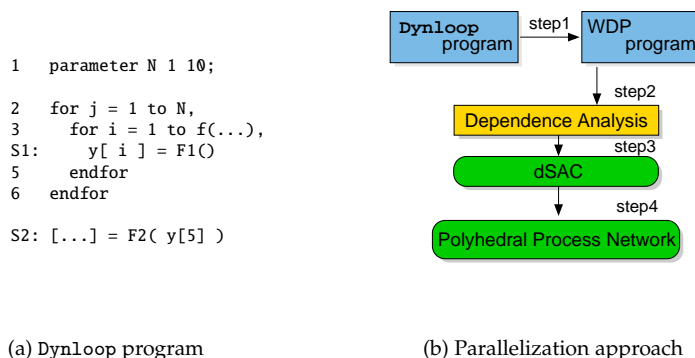 1 parameter N 1 10;
2 for j = 1 to N,
3 for i = 1 to f(...),
S1: y[ i ] = F1()
5 endfor
6 endfor
S2: [...] = F2( y[5] )
(a) Dynloop program
Dynloop
program
step1
WDP
program
step2
Dependence Analysis
step3
dSAC
step4
Polyhedral Process Network
(b) Parallelization approach